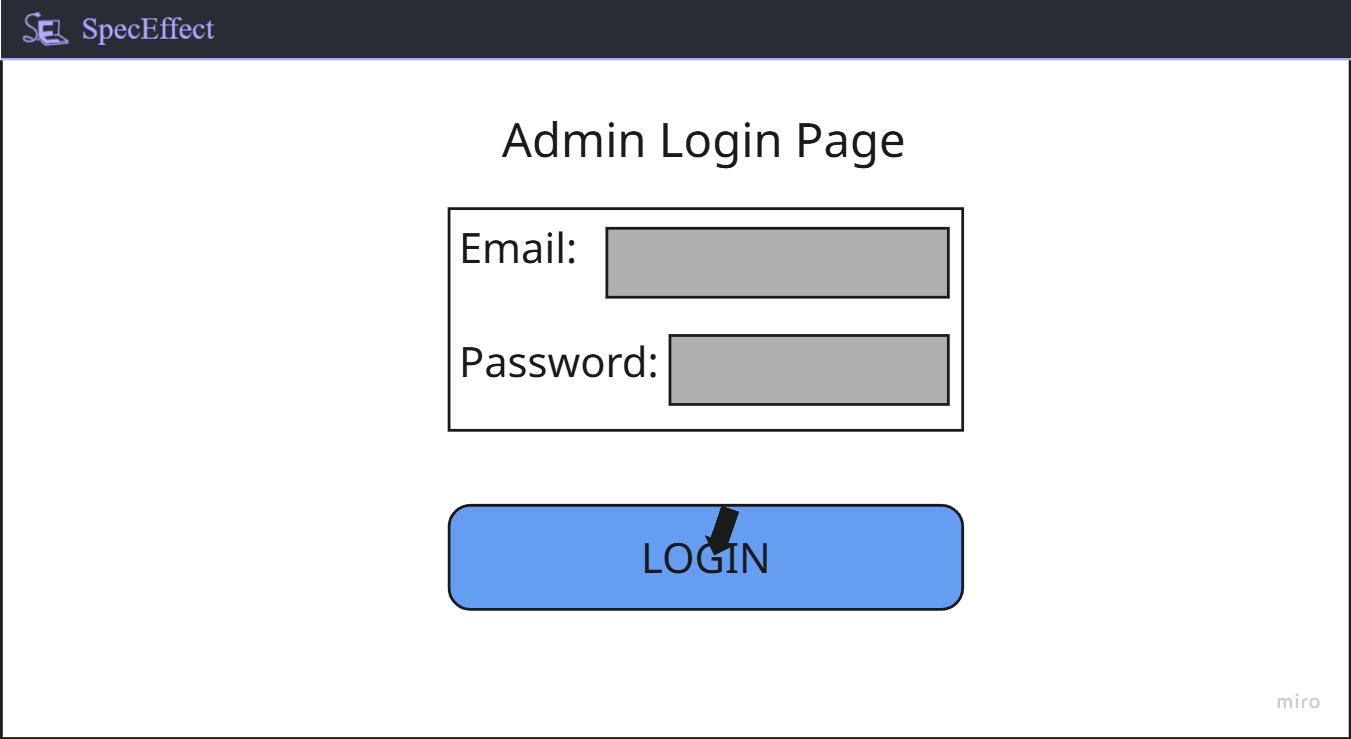 SpecEffect
Admin Login Page
Email:
Password:
LOGIN
miro